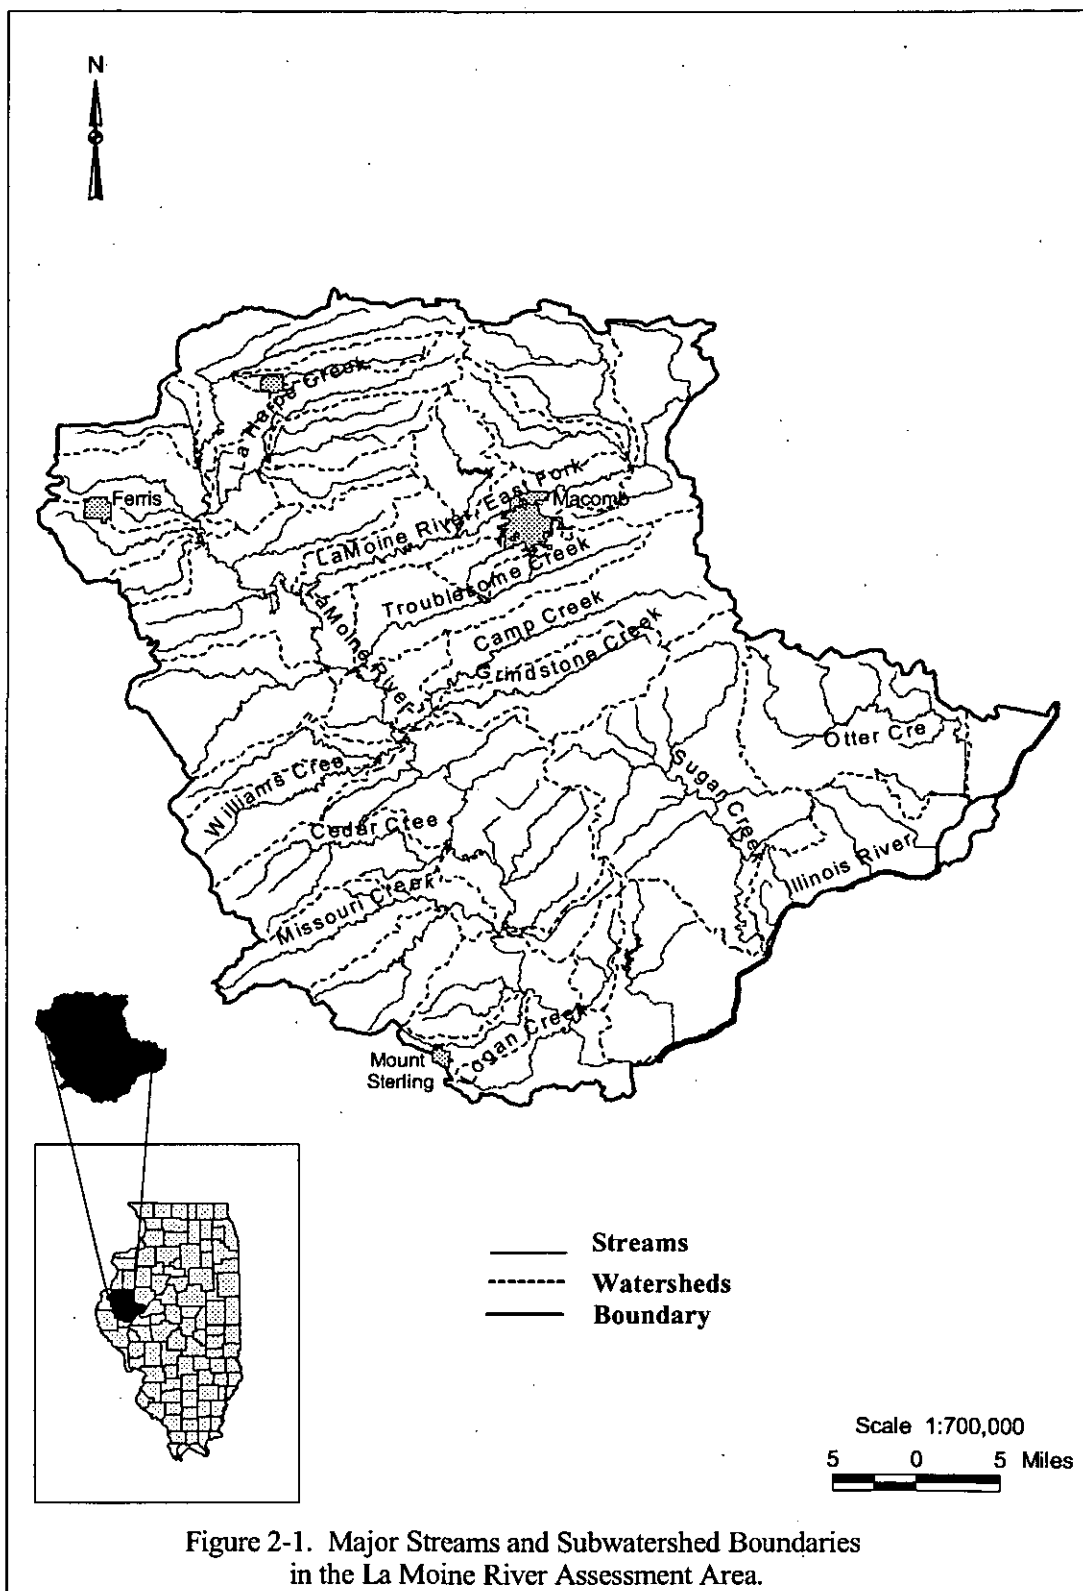 N
La Harpe Creek
Ferris
LaMoine River, East Fork
Macomb
Troublesome Creek
LaMoine River
Camp Creek
Grindstone Creek
Otter Cre
Sugan Creek
Williams Cree
Cedar Cree
Illinois River
Missouri Creek
Logan Creek
Mount
Sterling
Streams
Watersheds
Boundary
Scale 1:700,000
5 0 5 Miles
Figure 2-1. Major Streams and Subwatershed Boundaries
in the La Moine River Assessment Area.